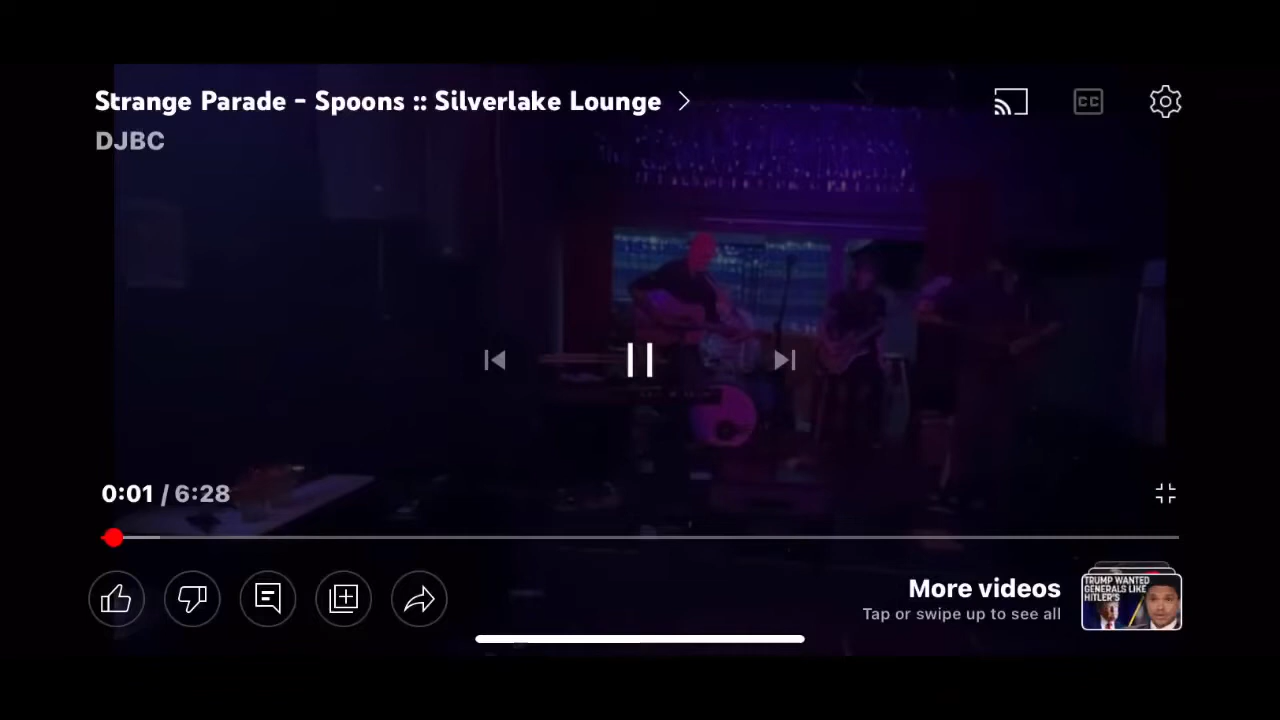 Strange Parade - Spoons :: Silverlake Lounge
DJBC
CC
0:01 / 6:28
More videos
Tap or swipe up to see all
TRUMP WANTED
GENERALS LIKE
HITLER'S